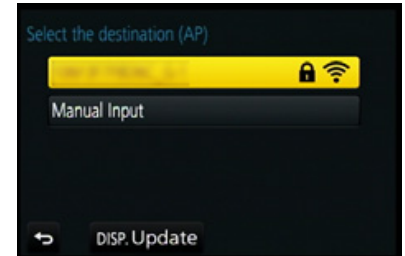 Select the destination (AP)
Manual Input
DISP. Update